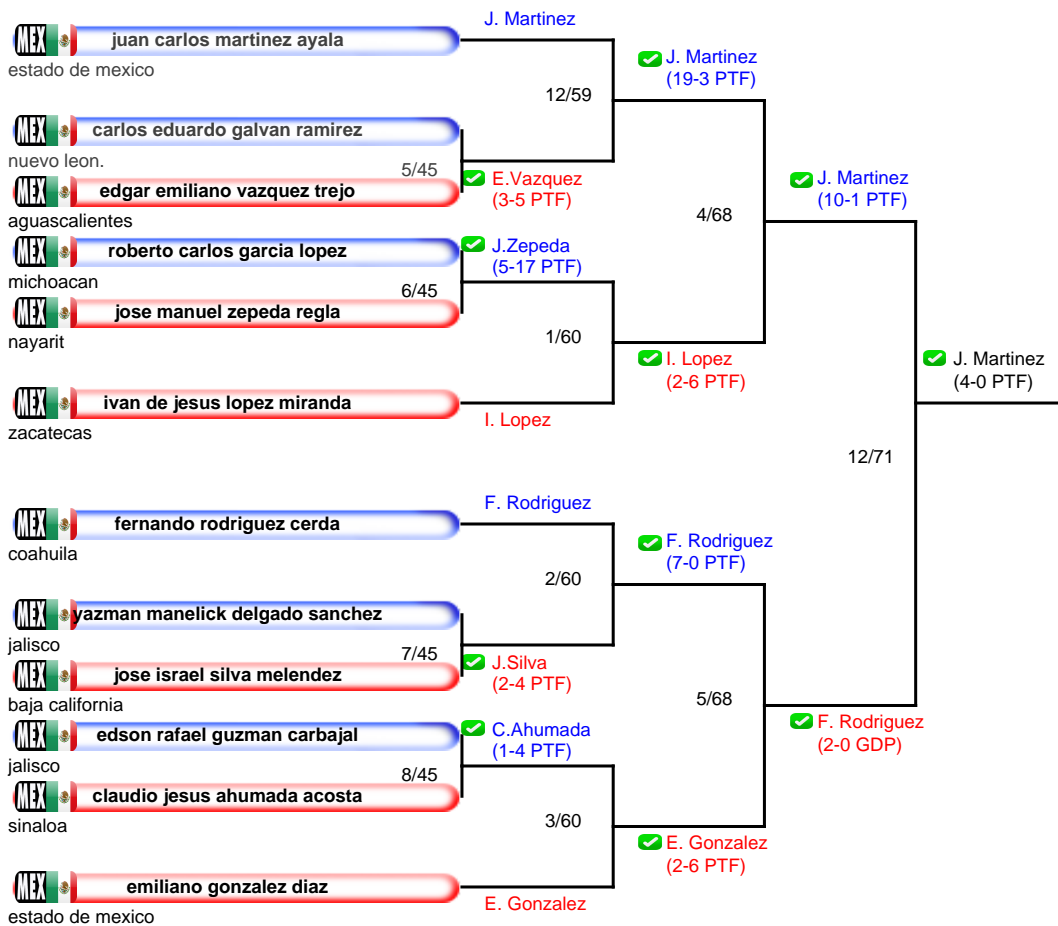 J. Martinez
MEX juan carlos martinez ayala
estado de mexico
J. Martinez
(19-3 PTF)
12/59
MEX carlos eduardo galvan ramirez
nuevo leon.
5/45
E.Vazquez
(3-5 PTF)
MEX edgar emiliano vazquez trejo
aguascalientes
J. Martinez
(10-1 PTF)
4/68
MEX roberto carlos garcia lopez
michoacan
J.Zepeda
(5-17 PTF)
6/45
MEX jose manuel zepeda regla
nayarit
1/60
I. Lopez
(2-6 PTF)
J. Martinez
(4-0 PTF)
MEX ivan de jesus lopez miranda
zacatecas
I. Lopez
12/71
F. Rodriguez
MEX fernando rodriguez cerda
coahuila
F. Rodriguez
(7-0 PTF)
2/60
MEX yazman manelick delgado sanchez
jalisco
7/45
J.Silva
(2-4 PTF)
MEX jose israel silva melendez
baja california
5/68
F. Rodriguez
(2-0 GDP)
MEX edson rafael guzman carbajal
jalisco
C.Ahumada
(1-4 PTF)
8/45
MEX claudio jesus ahumada acosta
sinaloa
3/60
E. Gonzalez
(2-6 PTF)
MEX emiliano gonzalez diaz
estado de mexico
E. Gonzalez